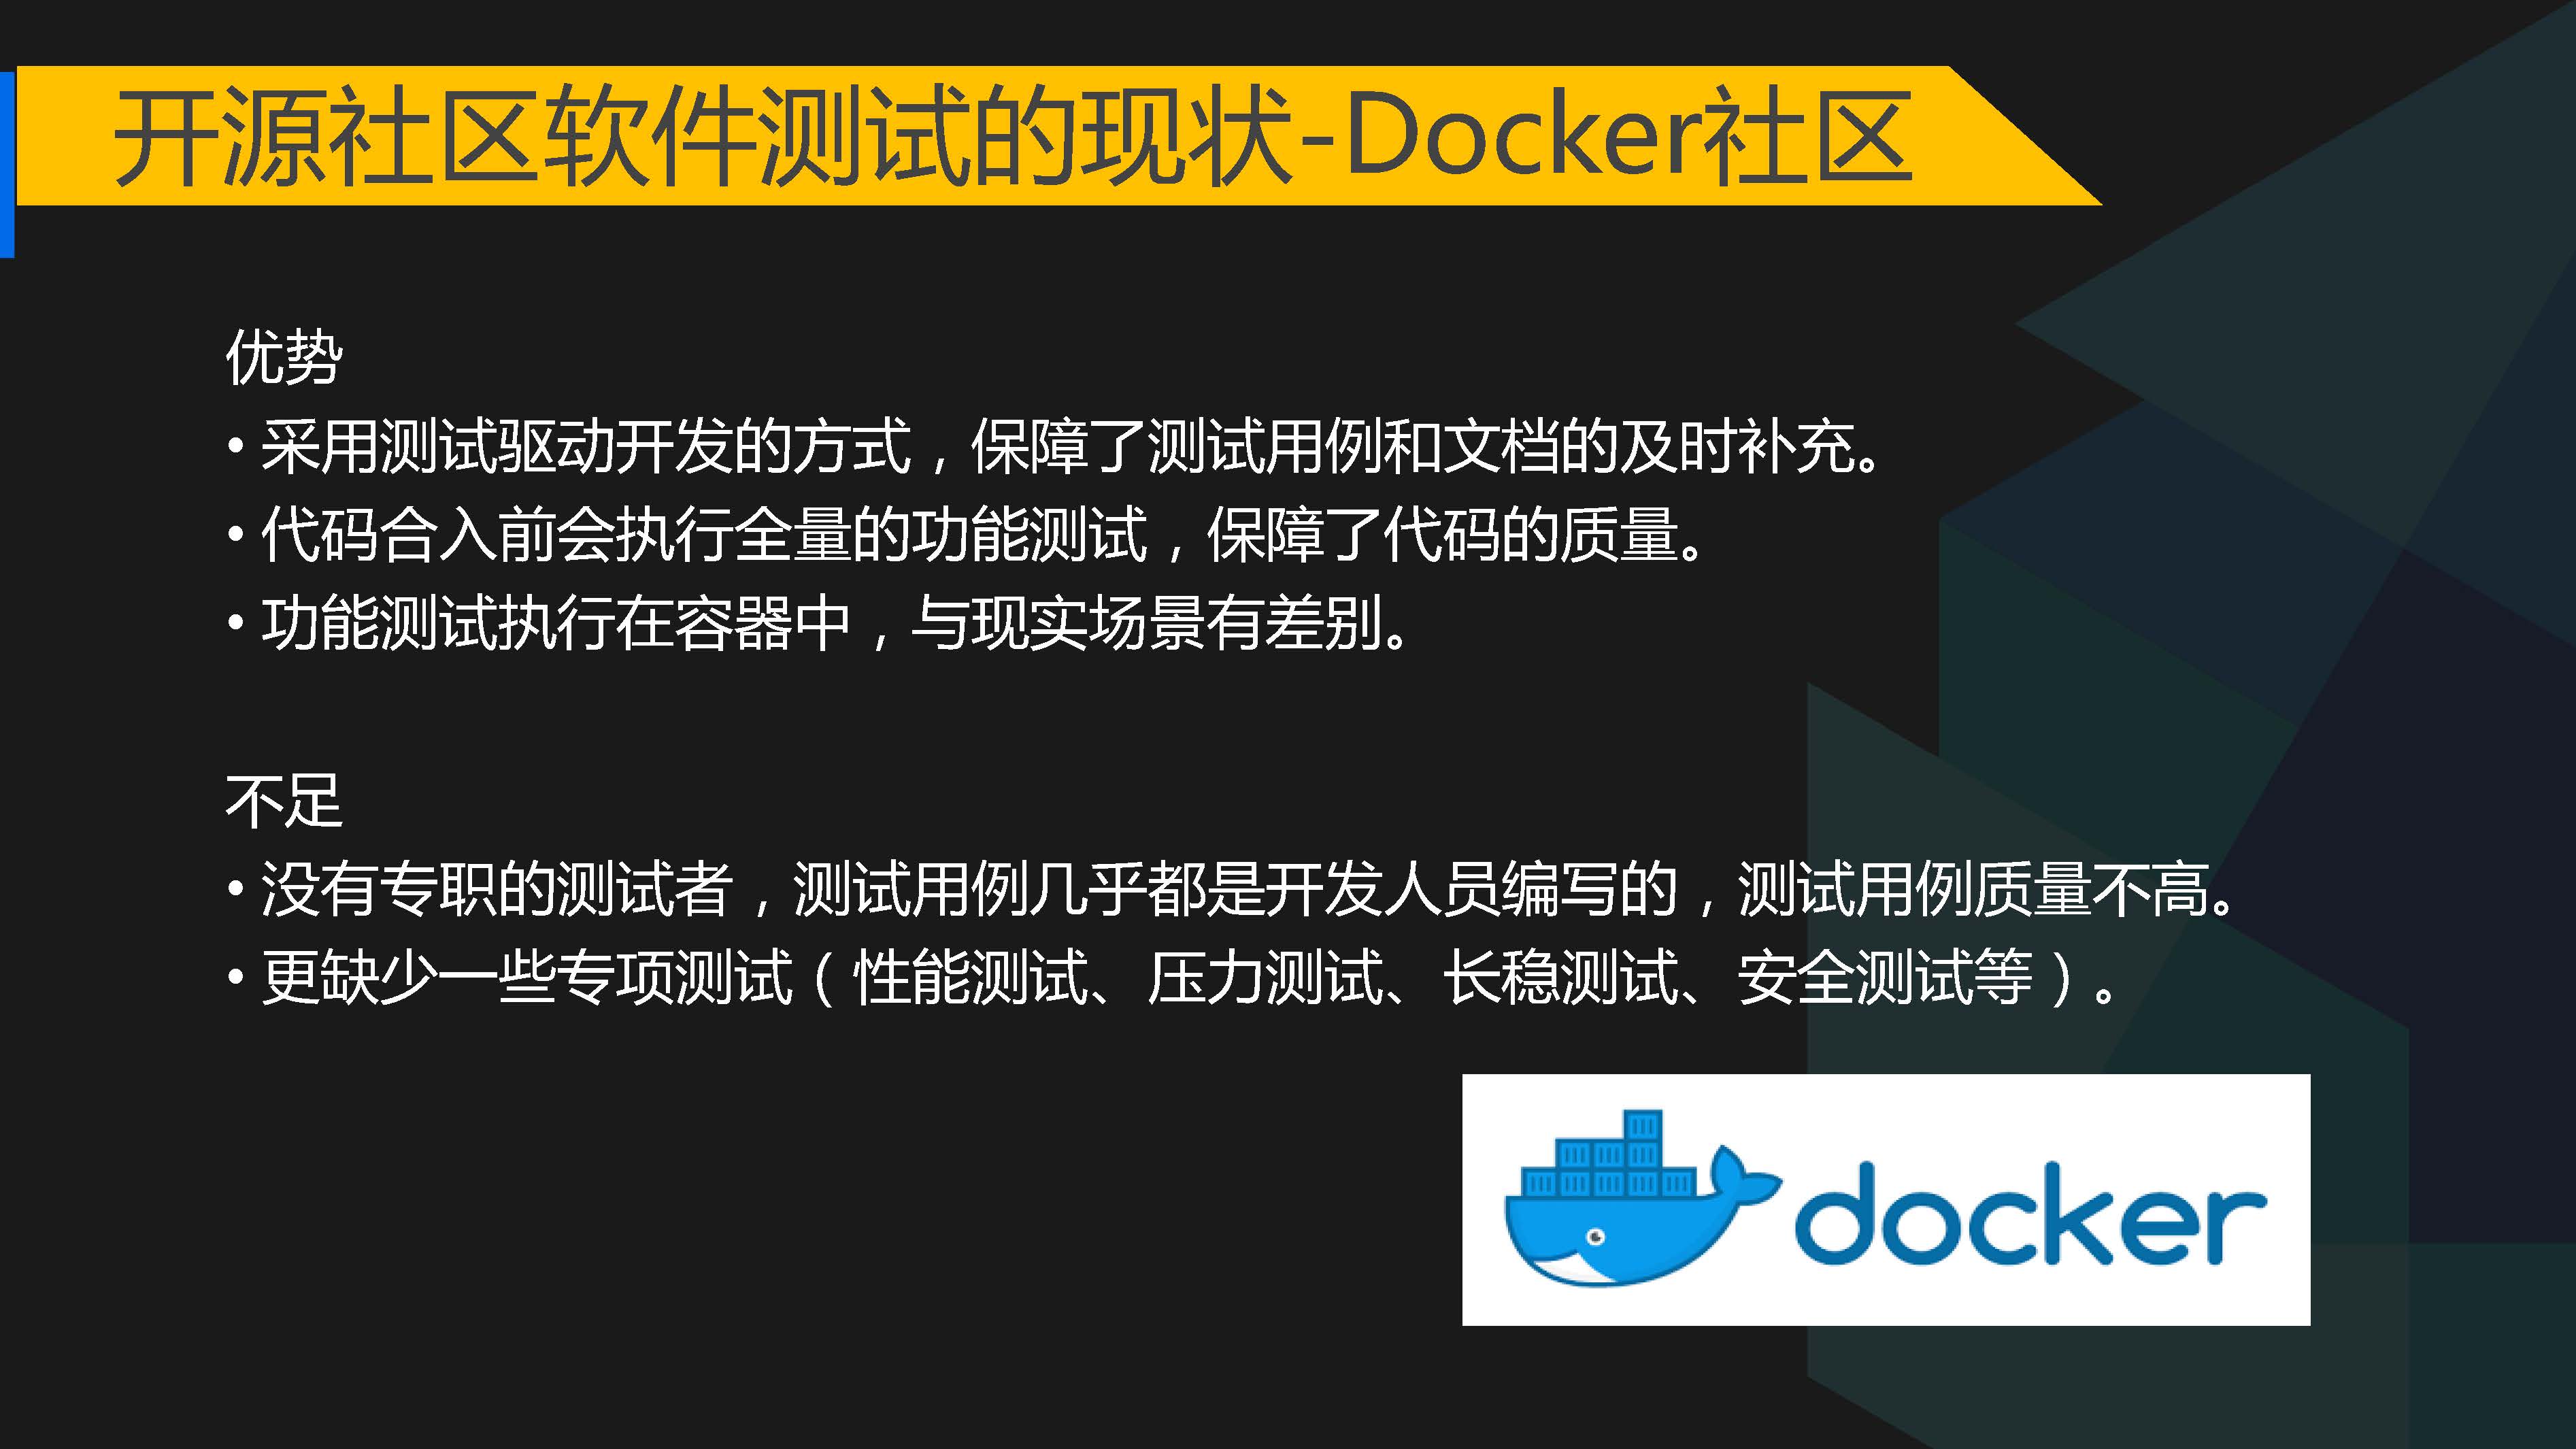 开源社区软件测试的现状-Docker社区
优势
• 采用测试驱动开发的方式，保障了测试用例和文档的及时补充。
• 代码合入前会执行全量的功能测试，保障了代码的质量。
• 功能测试执行在容器中，与现实场景有差别。
不足
• 没有专职的测试者，测试用例几乎都是开发人员编写的，测试用例质量不高。
• 更缺少一些专项测试（性能测试、压力测试、长稳测试、安全测试等）。
docker